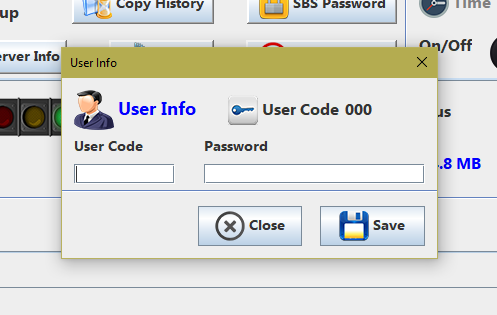 up
Copy History
SBS Password
Time
On/Off
erver Info
User Info
User Info
User Code 000
us
User Code
Password
.8 MB
Close
Save